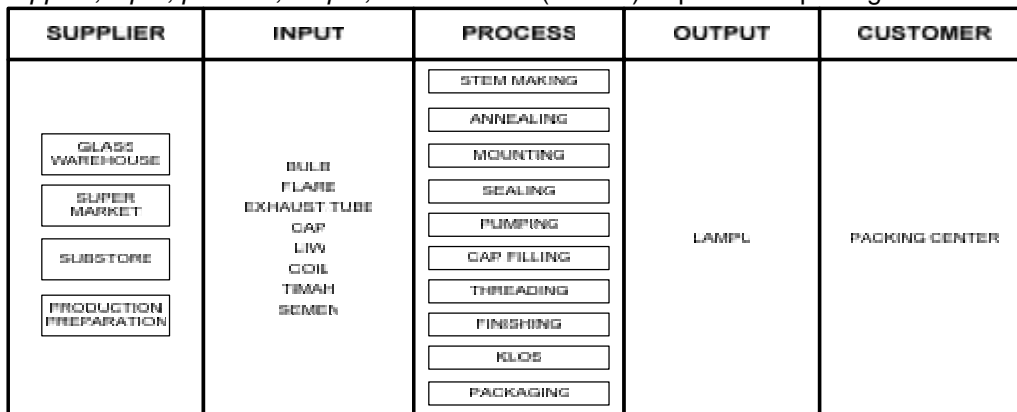 SUPPLIER
INPUT
PROCESS
OUTPUT
CUSTOMER
GLASS
WAREHOUSE
SUPER
MARKET
SUBSTORE
PRODUCTION
PREPARATION
BULB
FLARE
EXHAUST TUBE
CAP
LIW
COIL
TIMAH
SEMEN
STEM MAKING
ANNEALING
MOUNTING
SEALING
PUMPING
CAP FILLING
THREADING
FINISHING
KLOS
PACKAGING
LAMPU
PACKING CENTER